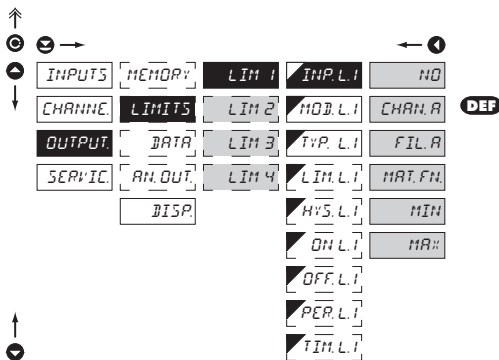 INPUTS MEMORY LIM 1 INP. L. 1 NO
CHANNE. LIMITS LIM 2 MOD. L. 1 CHAN. A DEF
OUTPUT. DATA LIM 3 TYP. L. 1 FIL. A
SERVIC. AN. OUT. LIM 4 LIM. L. 1 MAT. FN.
DISP. HYS. L. 1 MIN
ON L. 1 MAX
OFF. L. 1
PER. L. 1
TIM. L. 1